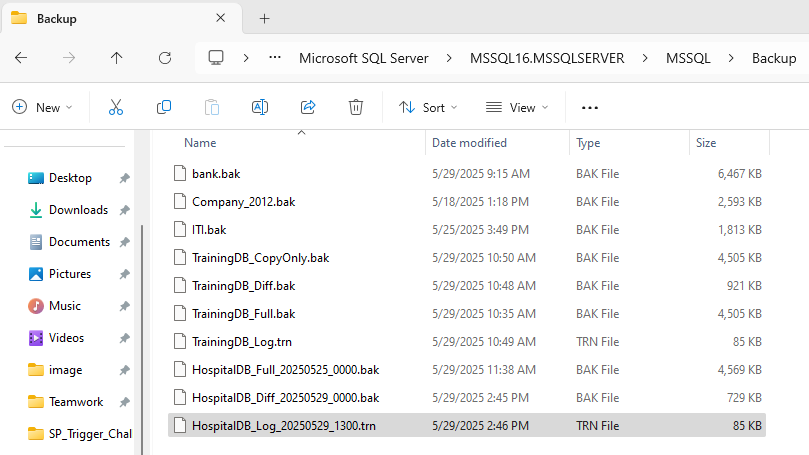 Backup
Microsoft SQL Server > MSSQL16.MSSQLSERVER > MSSQL > Backup
New Sort View
Name Date modified Type Size
bank.bak 5/29/2025 9:15 AM BAK File 6,467 KB
Desktop Company_2012.bak 5/18/2025 1:18 PM BAK File 2,593 KB
Downloads ITI.bak 5/25/2025 3:49 PM BAK File 1,813 KB
Documents TrainingDB_CopyOnly.bak 5/29/2025 10:50 AM BAK File 4,505 KB
Pictures TrainingDB_Diff.bak 5/29/2025 10:48 AM BAK File 921 KB
Music TrainingDB_Full.bak 5/29/2025 10:35 AM BAK File 4,505 KB
Videos TrainingDB_Log.trn 5/29/2025 10:49 AM TRN File 85 KB
image HospitalDB_Full_20250525_0000.bak 5/29/2025 11:38 AM BAK File 4,569 KB
Teamwork HospitalDB_Diff_20250529_0000.bak 5/29/2025 2:45 PM BAK File 729 KB
SP_Trigger_Chal HospitalDB_Log_20250529_1300.trn 5/29/2025 2:46 PM TRN File 85 KB